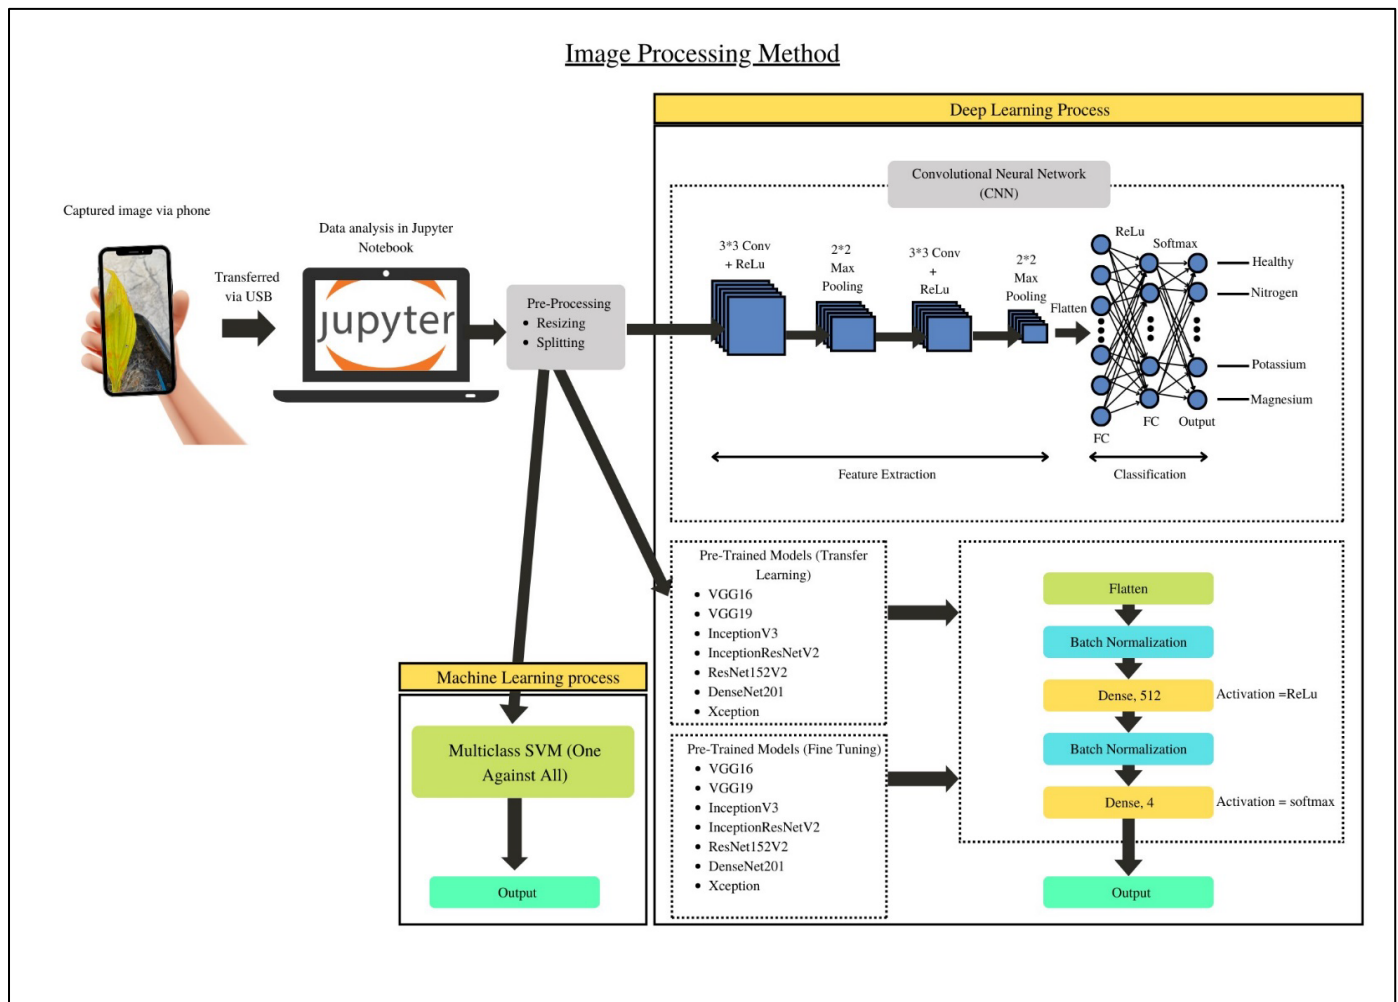 Image Processing Method
Captured image via phone
Transferred
via USB
Data analysis in Jupyter
Notebook
Jupyter
Pre-Processing
• Resizing
• Splitting
Deep Learning Process
Convolutional Neural Network
(CNN)
3*3 Conv
+ ReLu
2*2
Max
Pooling
3*3 Conv
+
ReLu
2*2
Max
Pooling
Flatten
ReLu
Softmax
Healthy
Nitrogen
Potassium
Magnesium
FC
FC
Output
Feature Extraction
Classification
Pre-Trained Models (Transfer
Learning)
• VGG16
• VGG19
• InceptionV3
• InceptionResNetV2
• ResNet152V2
• DenseNet201
• Xception
Pre-Trained Models (Fine Tuning)
• VGG16
• VGG19
• InceptionV3
• InceptionResNetV2
• ResNet152V2
• DenseNet201
• Xception
Flatten
Batch Normalization
Dense, 512
Activation =ReLu
Batch Normalization
Dense, 4
Activation = softmax
Output
Machine Learning process
Multiclass SVM (One
Against All)
Output